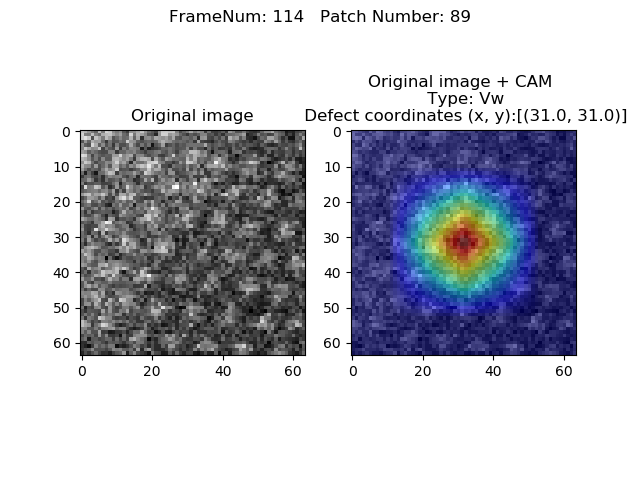 FrameNum: 114   Patch Number: 89
Original image
Original image + CAM
Type: Vw
Defect coordinates (x, y):[(31.0, 31.0)]
0
10
20
30
40
50
60
0 20 40 60
0
10
20
30
40
50
60
0 20 40 60